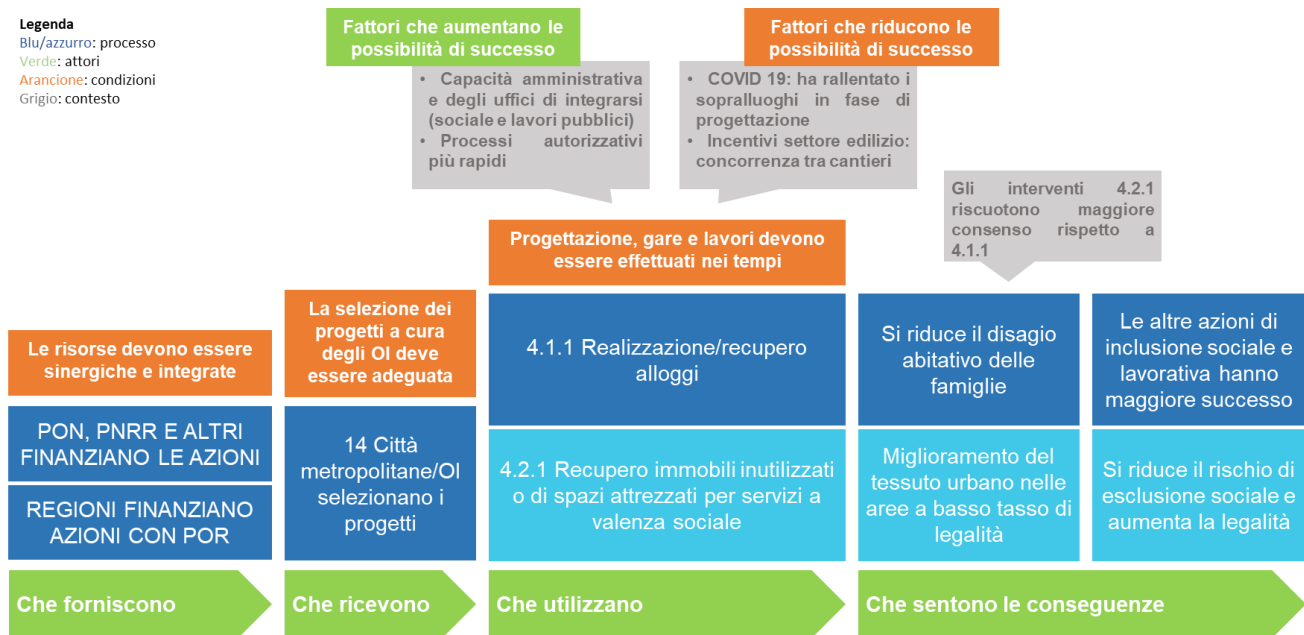 Legenda
Blu/azzurro: processo
Verde: attori
Arancione: condizioni
Grigio: contesto
Fattori che aumentano le
possibilità di successo
• Capacità amministrativa
e degli uffici di integrarsi
(sociale e lavori pubblici)
• Processi autorizzativi
più rapidi
Fattori che riducono le
possibilità di successo
• COVID 19: ha rallentato i
sopralluoghi in fase di
progettazione
• Incentivi settore edilizio:
concorrenza tra cantieri
Gli interventi 4.2.1
riscuotono maggiore
consenso rispetto a
4.1.1
Le risorse devono essere
sinergiche e integrate
PON, PNRR E ALTRI
FINANZIANO LE AZIONI
REGIONI FINANZIANO
AZIONI CON POR
La selezione dei
progetti a cura
degli OI deve
essere adeguata
14 Città
metropolitane/OI
selezionano i
progetti
Progettazione, gare e lavori devono
essere effettuati nei tempi
4.1.1 Realizzazione/recupero
alloggi
4.2.1 Recupero immobili inutilizzati
o di spazi attrezzati per servizi a
valenza sociale
Si riduce il disagio
abitativo delle
famiglie
Miglioramento del
tessuto urbano nelle
aree a basso tasso di
legalità
Le altre azioni di
inclusione sociale e
lavorativa hanno
maggiore successo
Si riduce il rischio di
esclusione sociale e
aumenta la legalità
Che forniscono
Che ricevono
Che utilizzano
Che sentono le conseguenze